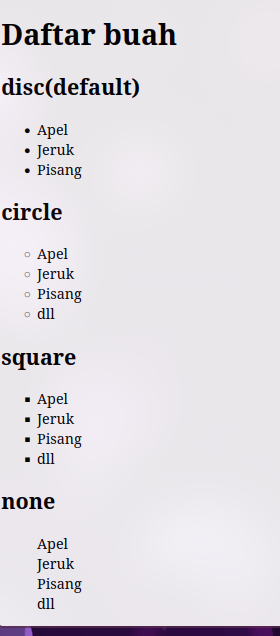 Daftar buah
disc(default)
Apel
Jeruk
Pisang
circle
Apel
Jeruk
Pisang
dll
square
Apel
Jeruk
Pisang
dll
none
Apel
Jeruk
Pisang
dll